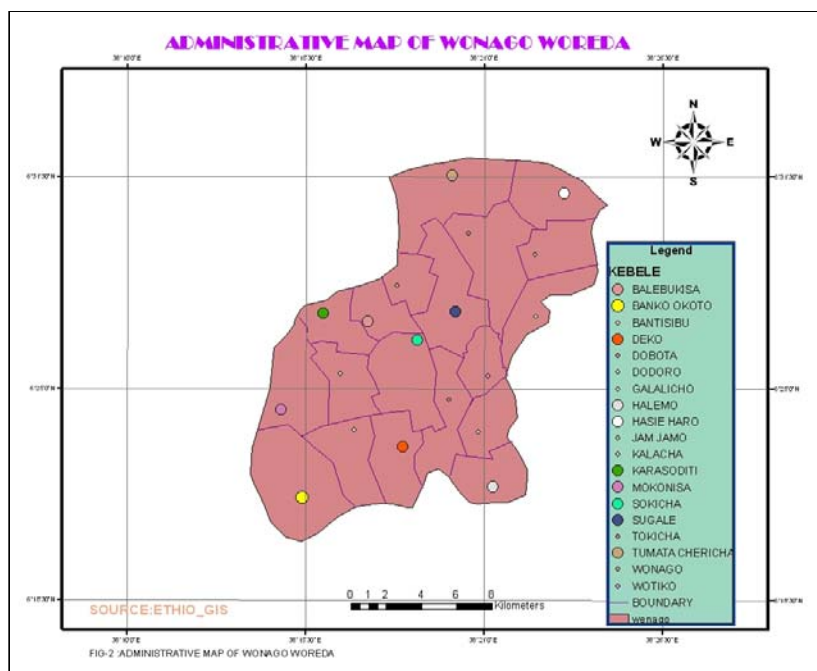 ADMINISTRATIVE MAP OF WONAGO WOREDA
N
W E
S
Legend
KEBELE
BALEBUKISA
BANKO OKOTO
BANTISIBU
DEKO
DOBOTA
DODORO
GALALICHO
HALEMO
HASIE HARO
JAM JAMO
KALACHA
KARASODITI
MOKONISA
SOKICHA
SUGALE
TOKICHA
TUMATA CHERICHA
WONAGO
WOTIKO
BOUNDARY
wenago
0 1 2 4 6 8
Kilometers
SOURCE:ETHIO_GIS
FIG-2 :ADMINISTRATIVE MAP OF WONAGO WOREDA